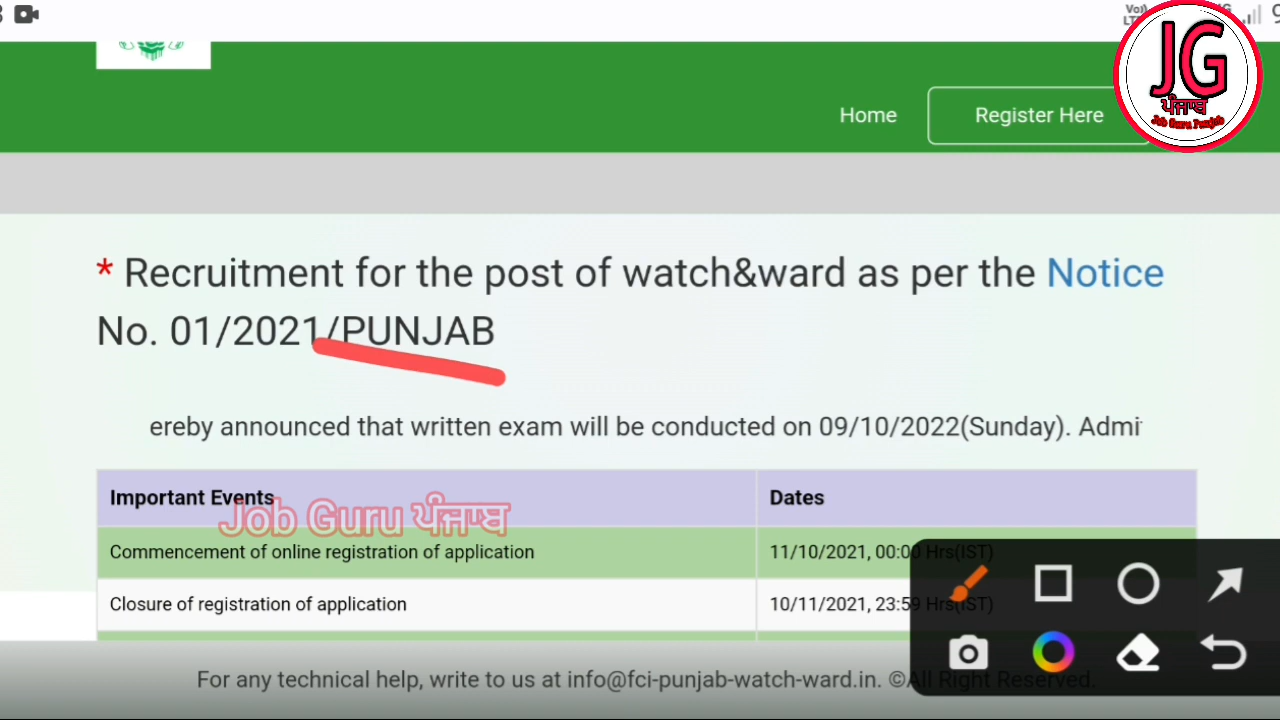 Vo))
LTE
JG
ਪੰਜਾਬ
Job Guru Punjab
Home
Register Here
* Recruitment for the post of watch&ward as per the Notice
No. 01/2021/PUNJAB
ereby announced that written exam will be conducted on 09/10/2022(Sunday). Admi
Important Events
Dates
Job Guru ਪੰਜਾਬ
Commencement of online registration of application
11/10/2021, 00:00 Hrs(IST)
Closure of registration of application
10/11/2021, 23:59 Hrs(IST)
For any technical help, write to us at info@fci-punjab-watch-ward.in. ©All Right Reserved.